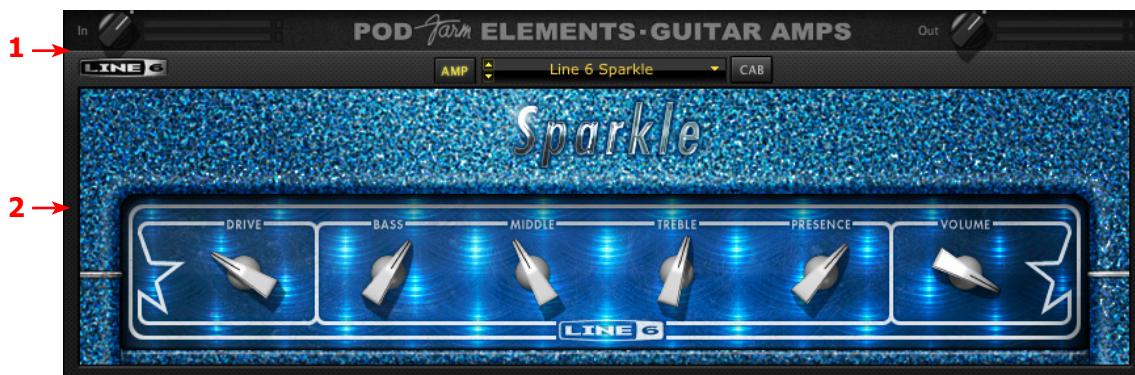 In POD Farm ELEMENTS·GUITAR AMPS Out
1
LINE 6 AMP Line 6 Sparkle CAB
Sparkle
2
DRIVE BASS MIDDLE TREBLE PRESENCE VOLUME
LINE 6